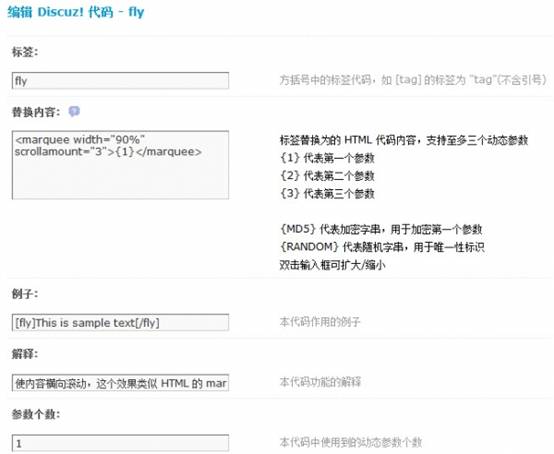 编辑 Discuz! 代码 - fly
标签:
fly
方括号中的标签代码，如 [tag] 的标签为 "tag"(不含引号)
替换内容:
<marquee width="90%"
scrollamount="3">{1}</marquee>
标签替换为的 HTML 代码内容，支持至多三个动态参数
{1} 代表第一个参数
{2} 代表第二个参数
{3} 代表第三个参数
{MD5} 代表加密字串，用于加密第一个参数
{RANDOM} 代表随机字串，用于唯一性标识
双击输入框可扩大/缩小
例子:
[fly]This is sample text[/fly]
本代码作用的例子
解释:
使内容横向滚动，这个效果类似 HTML 的 mar
本代码功能的解释
参数个数:
1
本代码中使用到的动态参数个数